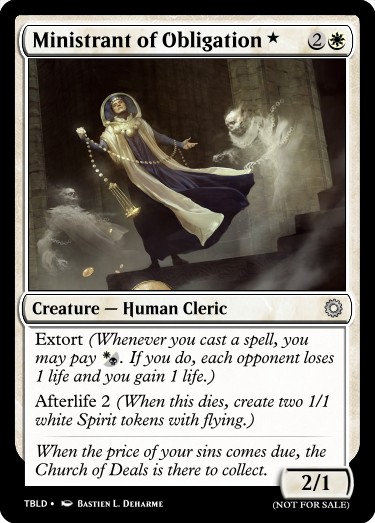 Ministrant of Obligation ★ 2
Extort (Whenever you cast a spell, you
may pay . If you do, each opponent loses
1 life and you gain 1 life.)
Afterlife 2 (When this dies, create two 1/1
white Spirit tokens with flying.)
When the price of your sins comes due, the
Church of Deals is there to collect.
Creature — Human Cleric
2/1
TBLD • Bastien L. Deharme
(NOT FOR SALE)